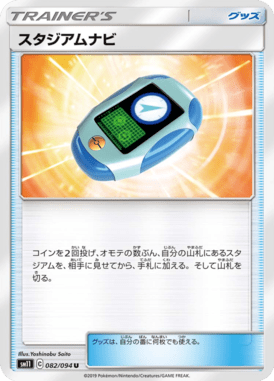 TRAINER'S
グッズ
スタジアムナビ
コインを2回投げ、オモテの数ぶん、自分の山札にあるスタジ
アムを、相手に見せてから、手札に加える。そして山札を切る。
グッズは、自分の番に何枚でも使える。
Illus. Yoshinobu Saito
sm11 C 082/094 U
©2019 Pokémon/Nintendo/Creatures/GAME FREAK.